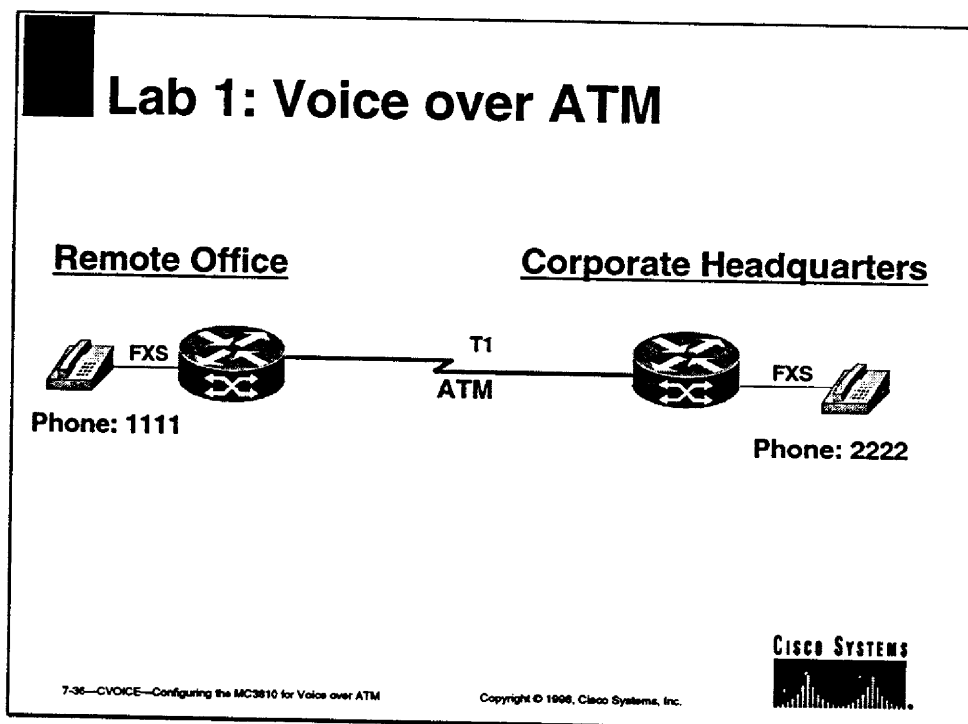 Lab 1: Voice over ATM
Remote Office
Corporate Headquarters
FXS
T1
ATM
FXS
Phone: 1111
Phone: 2222
CISCO SYSTEMS
7-36—CVOICE—Configuring the MC3810 for Voice over ATM
Copyright © 1998, Cisco Systems, Inc.